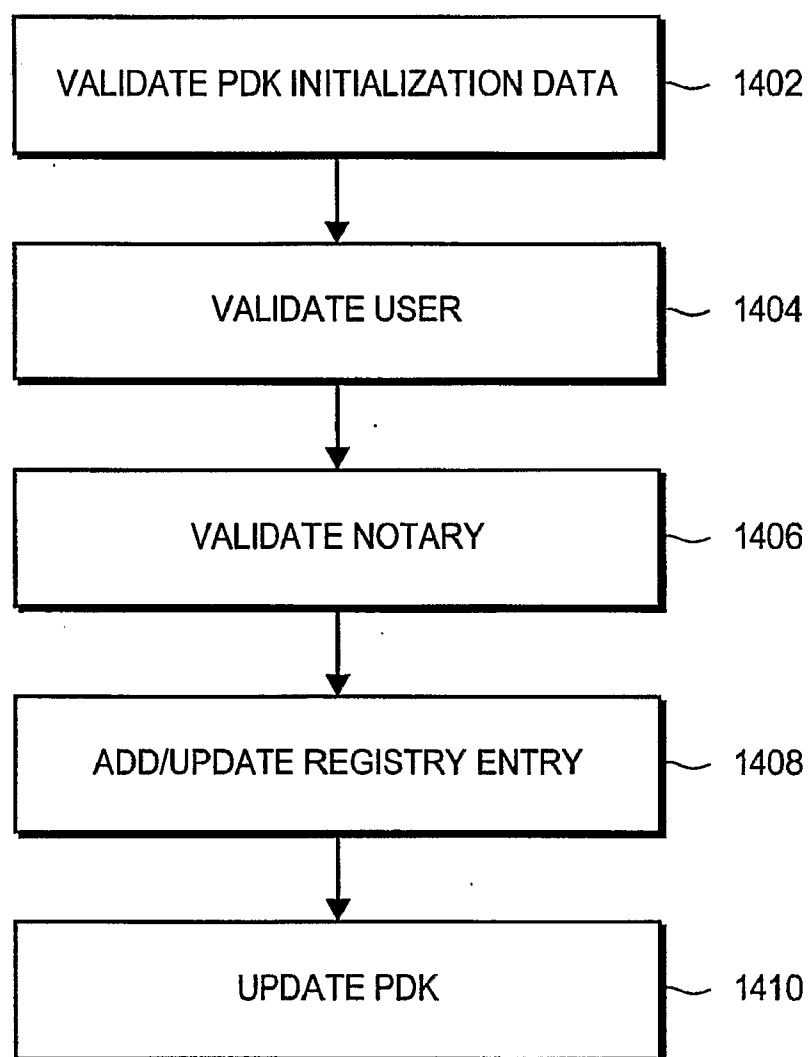 VALIDATE PDK INITIALIZATION DATA 1402
VALIDATE USER 1404
VALIDATE NOTARY 1406
ADD/UPDATE REGISTRY ENTRY 1408
UPDATE PDK 1410